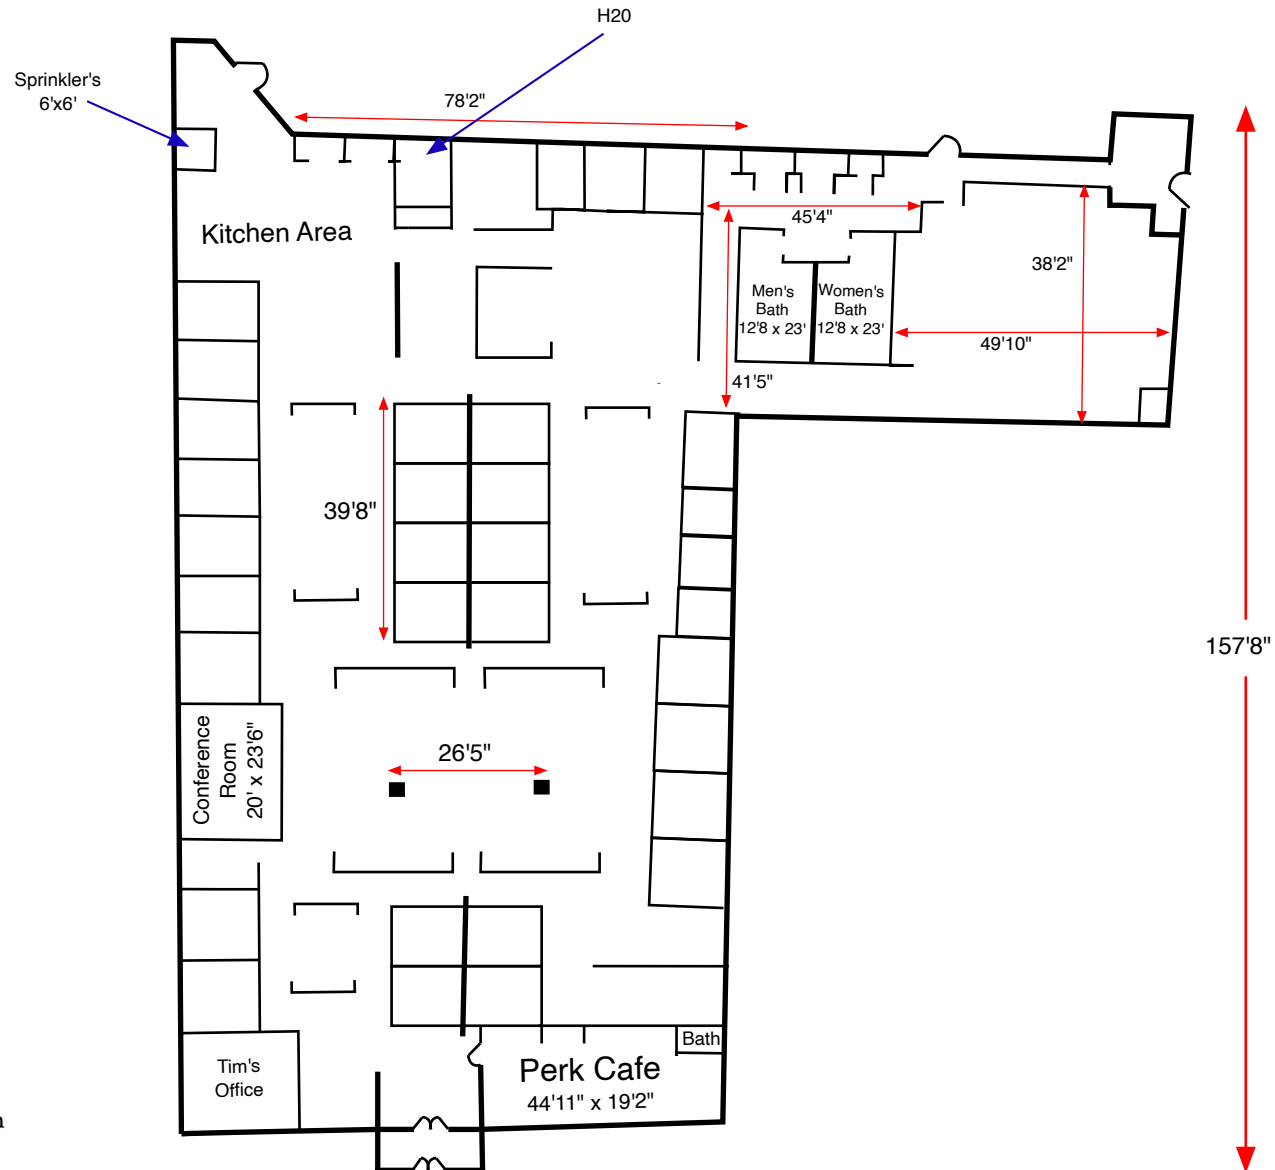 H20
Sprinkler's
6'x6'
78'2"
Kitchen Area
45'4"
38'2"
Men's
Bath
12'8 x 23'
Women's
Bath
12'8 x 23'
49'10"
41'5"
39'8"
157'8"
Conference
Room
20' x 23'6"
26'5"
Bath
Tim's
Office
Perk Cafe
44'11" x 19'2"